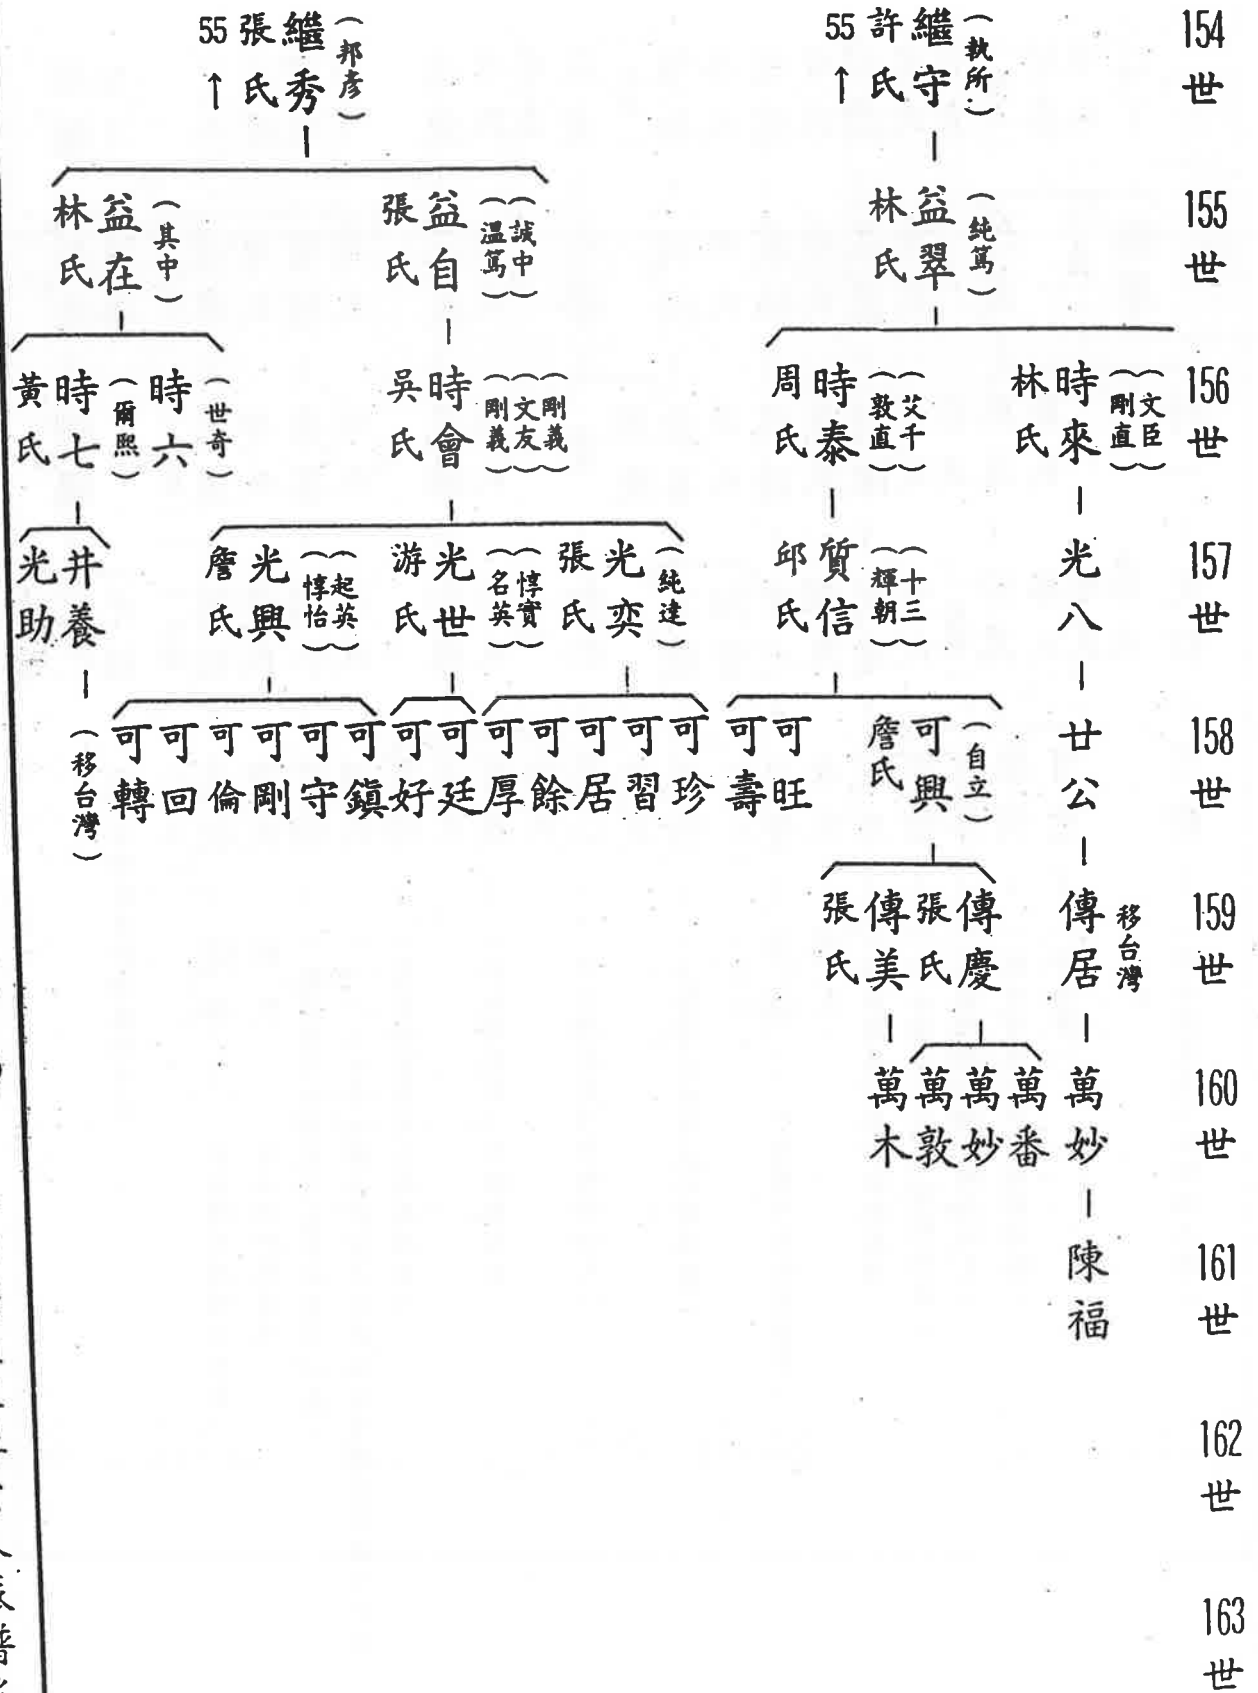 154世
繼守
(執所)
許氏
55↑
繼秀
(邦彥)
張氏
55↑
155世
益翠
(純篤)
林氏
益自
(誠中)
(溫篤)
張氏
益在
(其中)
林氏
156世
時來
(文臣)
(剛直)
林氏
時泰
(艾千)
(敦直)
周氏
時會
(剛義)
(文友)
(剛義)
吳氏
時六
(世奇)
時七
(爾熙)
黃氏
157世
光八
質信
(十三)
(輝朝)
邱氏
光奕
(純達)
張氏
光世
(惇實)
(名英)
游氏
光興
(起英)
(惇怡)
詹氏
井養
光助
158世
廿公
可興
(自立)
詹氏
可旺
可壽
可珍
可習
可居
可餘
可厚
可廷
可好
可鎮
可守
可剛
可倫
可回
可轉
(移台灣)
159世
移台灣
傳居
傳慶
張氏
傳美
張氏
160世
萬妙
萬番
萬妙
萬敦
萬木
161世
陳福
162世
163世